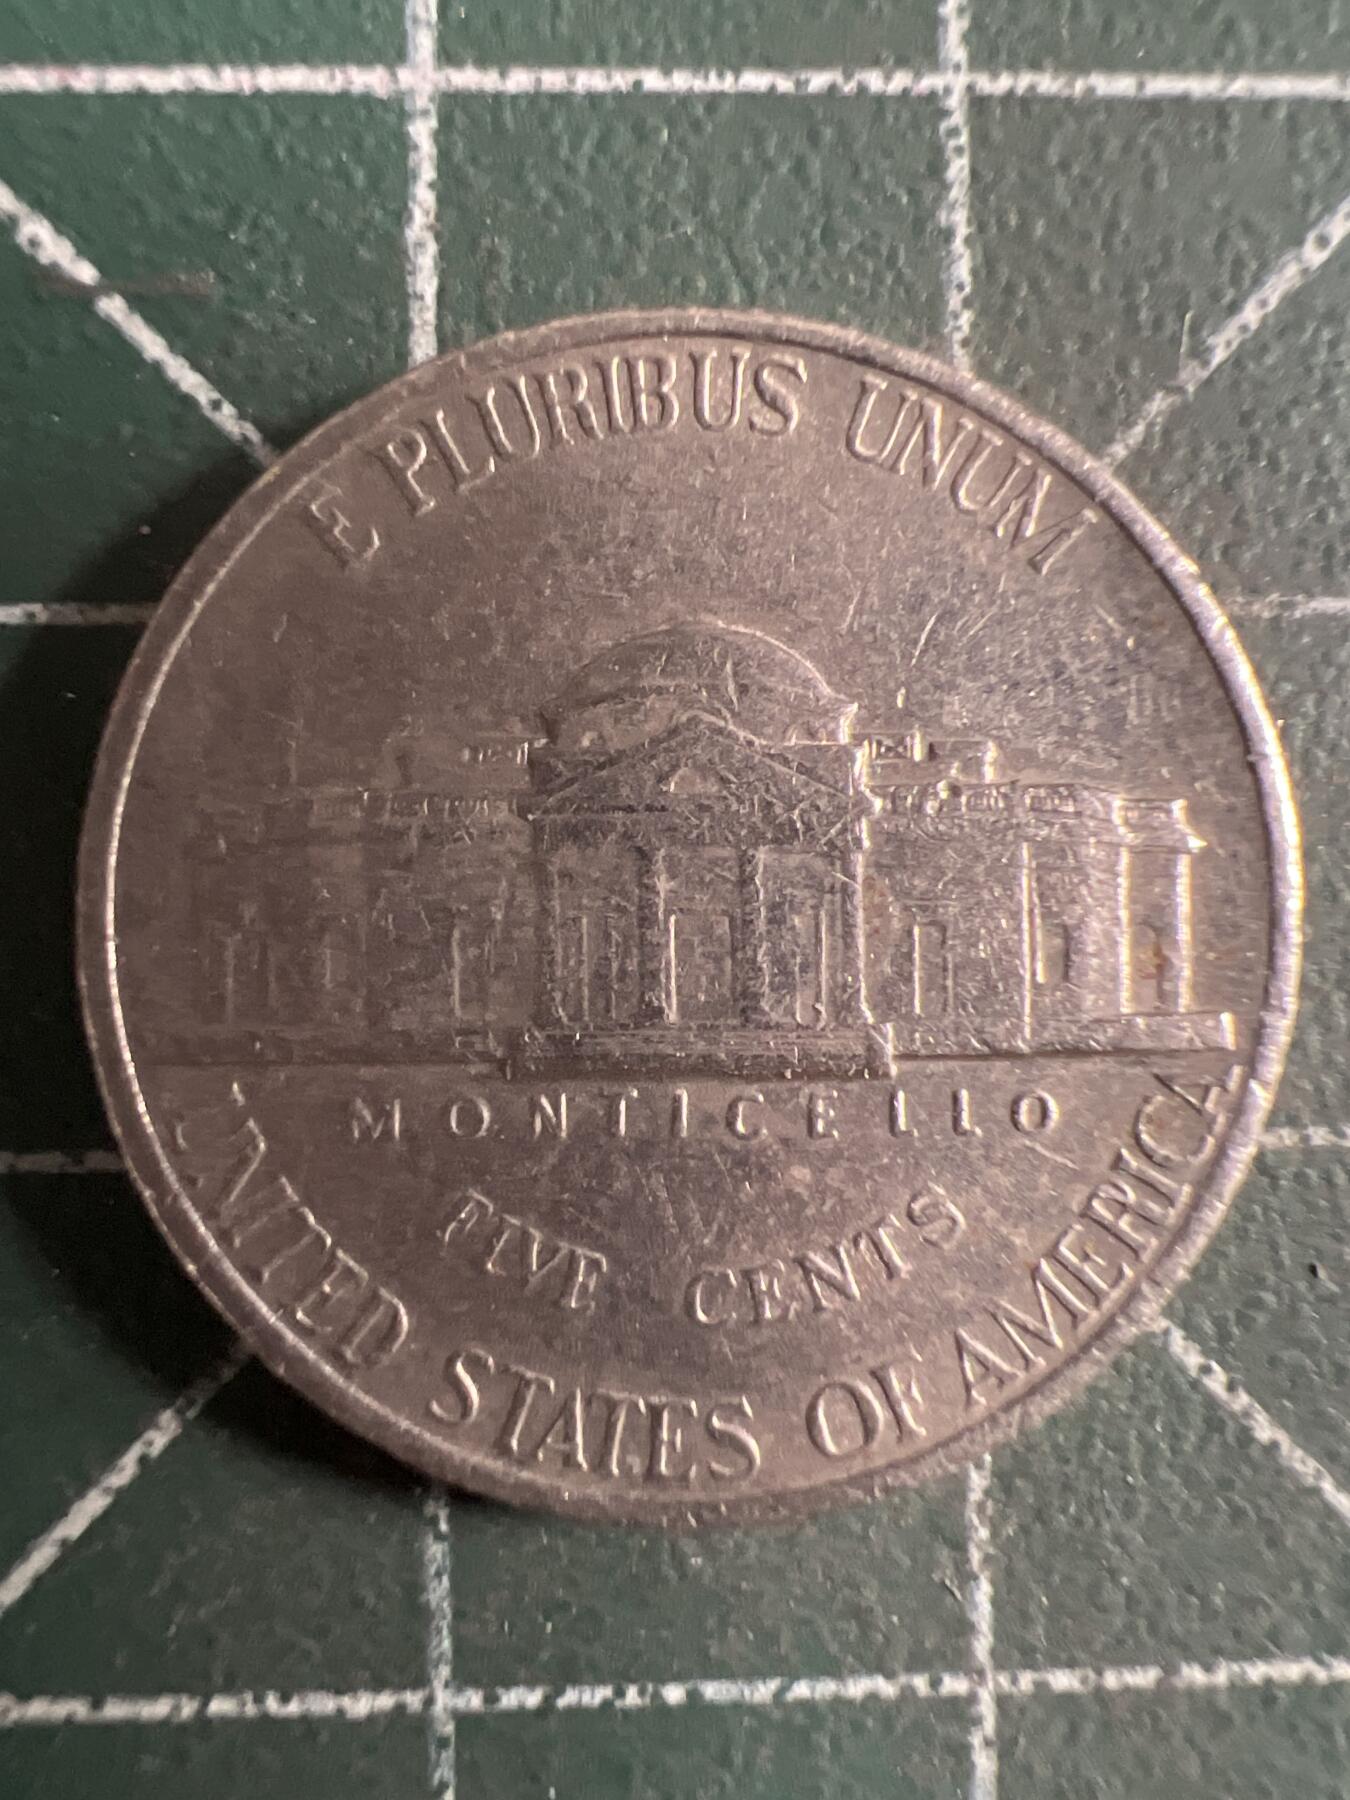 E PLURIBUS UNUM
MONTICELLO
FIVE CENTS
UNITED STATES OF AMERICA